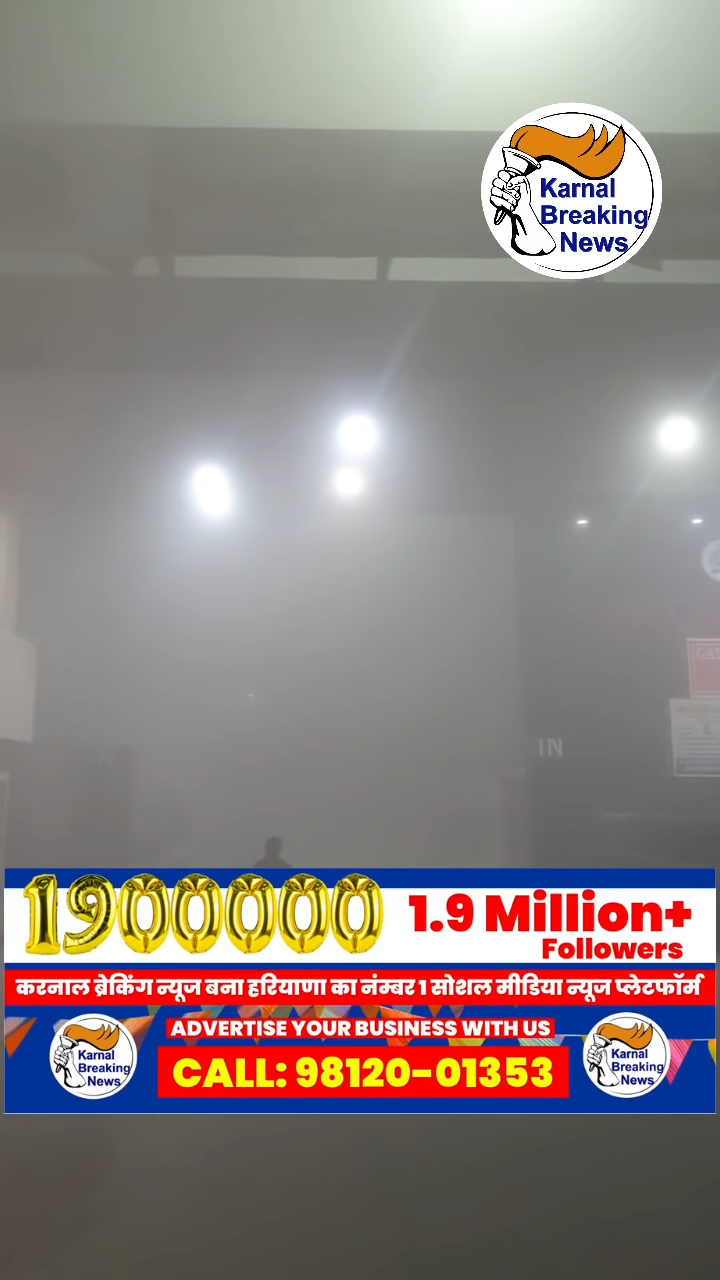 Karnal
Breaking
News
IN
1900000
1.9 Million+
Followers
करनाल ब्रेकिंग न्यूज बना हरियाणा का नंम्बर 1 सोशल मीडिया न्यूज प्लेटफॉर्म
ADVERTISE YOUR BUSINESS WITH US
Karnal
Breaking
News
CALL: 98120-01353
Karnal
Breaking
News